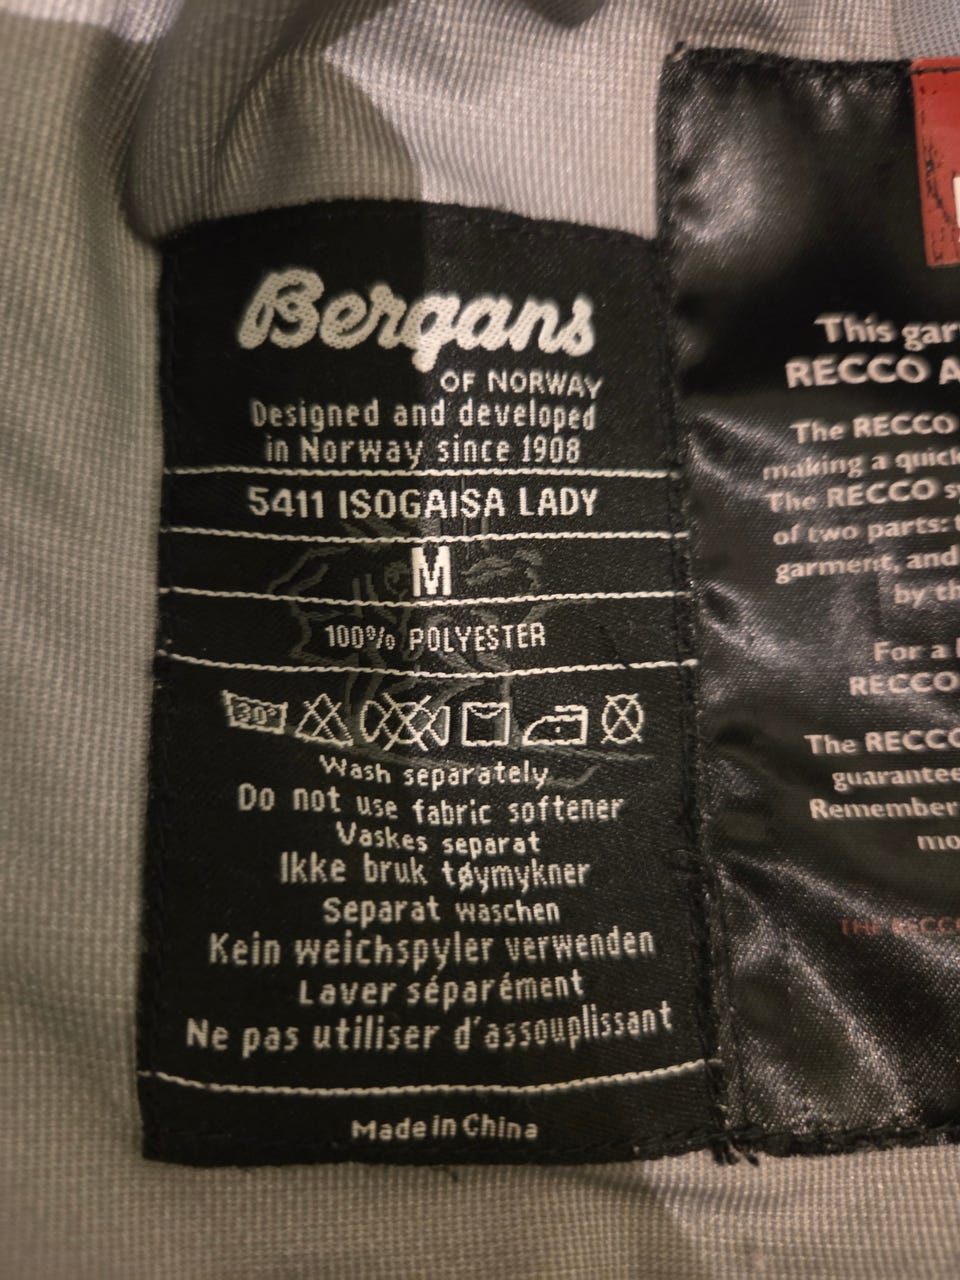 Bergans
OF NORWAY
Designed and developed
in Norway since 1908
5411 ISOGAISA LADY
M
100% POLYESTER
30°
Wash separately
Do not use fabric softener
Vaskes separat
Ikke bruk tøymykner
Separat waschen
Kein weichspyler verwenden
Laver séparément
Ne pas utiliser d'assouplissant
Made in China
This gar
RECCO A
The RECCO
making a quick
The RECCO sy
of two parts: t
garment, and
by th
For a
RECCO
The RECCO
guarantee
Remember
mo
THE RECCO